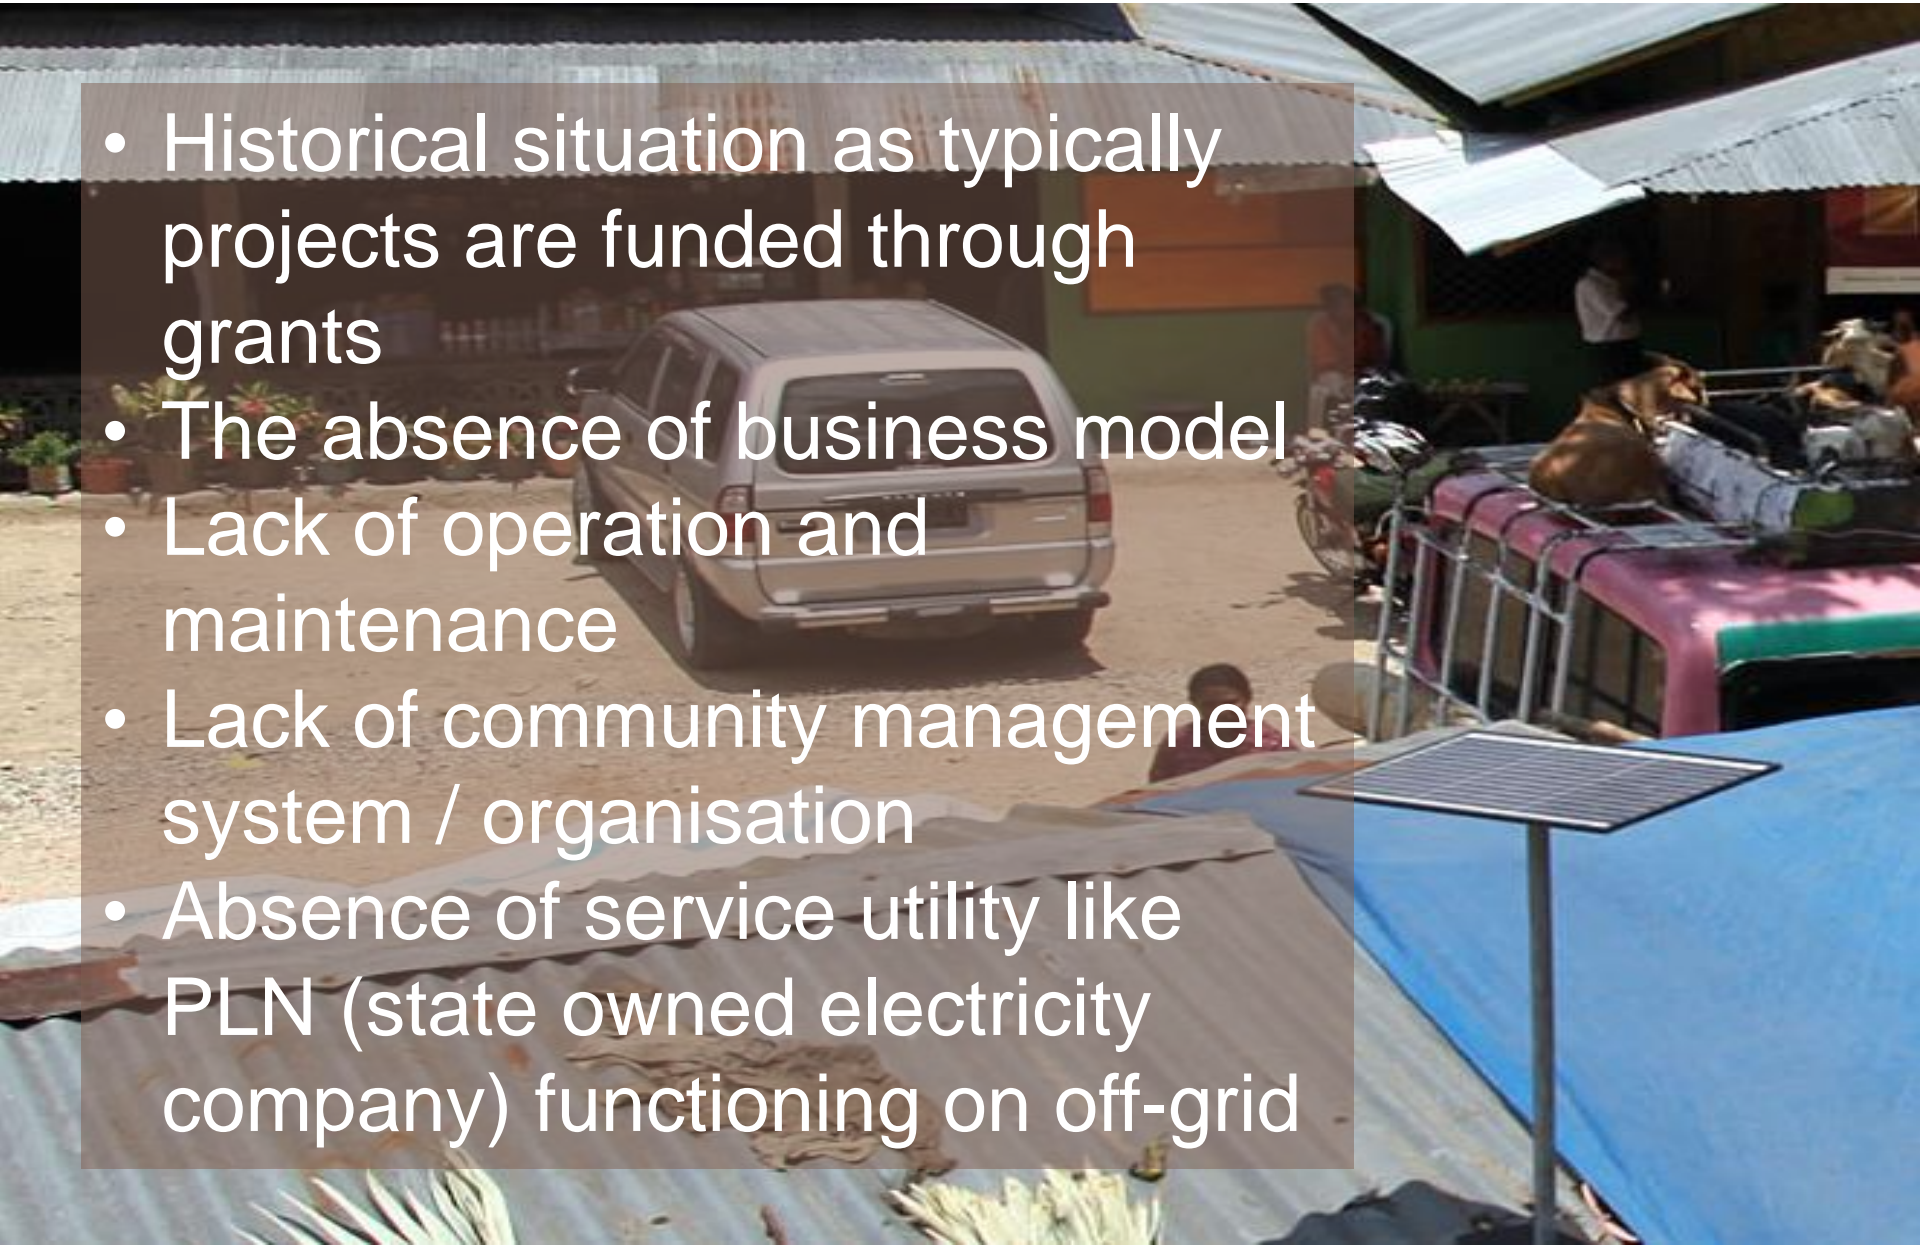 • Historical situation as typically
projects are funded through
grants
• The absence of business model
• Lack of operation and
maintenance
• Lack of community management
system / organisation
• Absence of service utility like
PLN (state owned electricity
company) functioning on off-grid